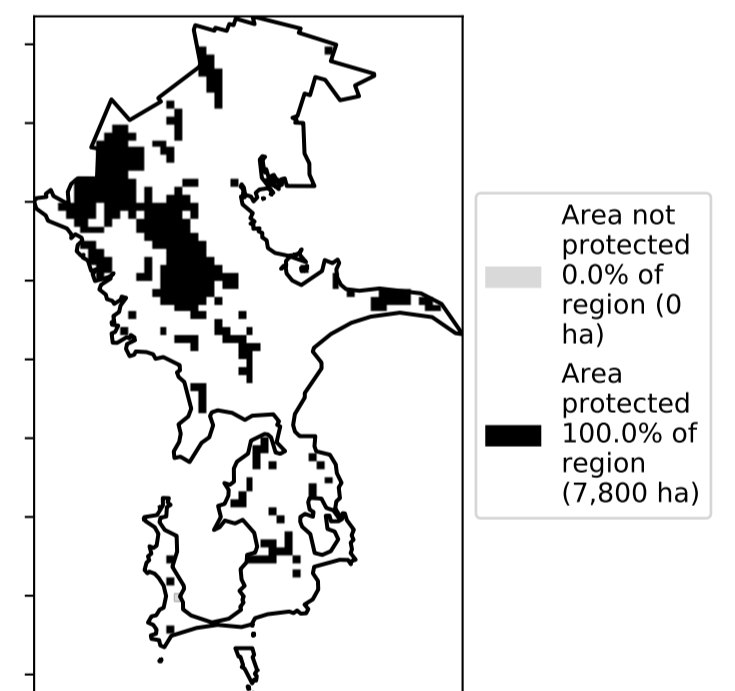 Area not
protected
0.0% of
region (0
ha)
Area
protected
100.0% of
region
(7,800 ha)